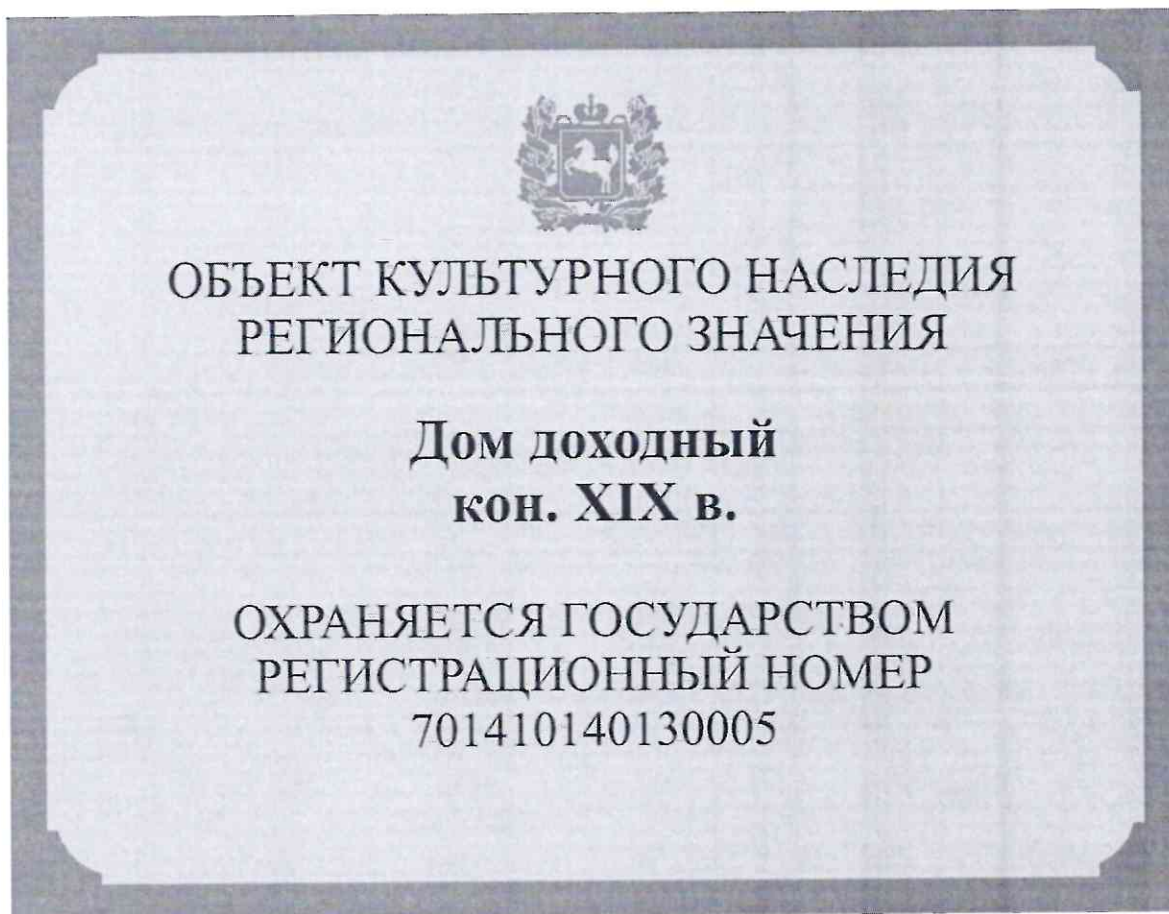 ОБЪЕКТ КУЛЬТУРНОГО НАСЛЕДИЯ
РЕГИОНАЛЬНОГО ЗНАЧЕНИЯ
Дом доходный
кон. XIX в.
ОХРАНЯЕТСЯ ГОСУДАРСТВОМ
РЕГИСТРАЦИОННЫЙ НОМЕР
701410140130005